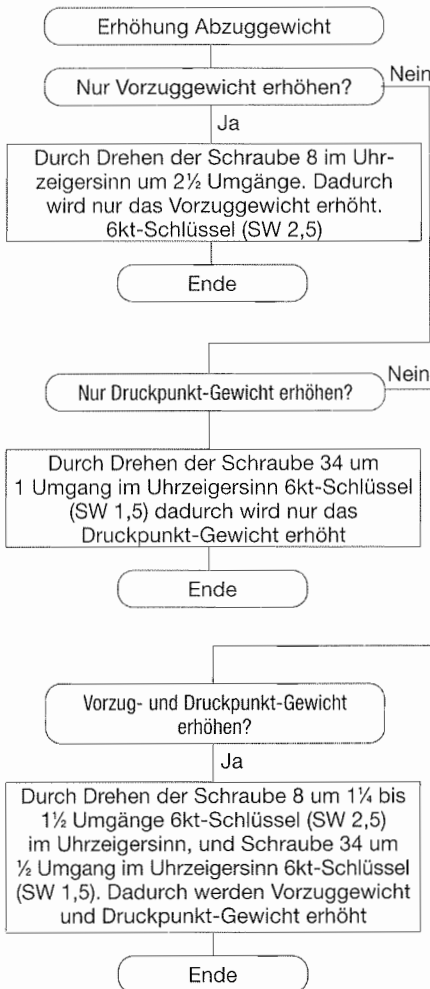 Erhöhung Abzuggewicht
Nur Vorzuggewicht erhöhen?
Nein
Ja
Durch Drehen der Schraube 8 im Uhr-
zeigersinn um 2½ Umgänge. Dadurch
wird nur das Vorzuggewicht erhöht.
6kt-Schlüssel (SW 2,5)
Ende
Nur Druckpunkt-Gewicht erhöhen?
Nein
Durch Drehen der Schraube 34 um
1 Umgang im Uhrzeigersinn 6kt-Schlüssel
(SW 1,5) dadurch wird nur das
Druckpunkt-Gewicht erhöht
Ende
Vorzug- und Druckpunkt-Gewicht
erhöhen?
Ja
Durch Drehen der Schraube 8 um 1¼ bis
1½ Umgänge 6kt-Schlüssel (SW 2,5)
im Uhrzeigersinn, und Schraube 34 um
½ Umgang im Uhrzeigersinn 6kt-Schlüssel
(SW 1,5). Dadurch werden Vorzuggewicht
und Druckpunkt-Gewicht erhöht
Ende